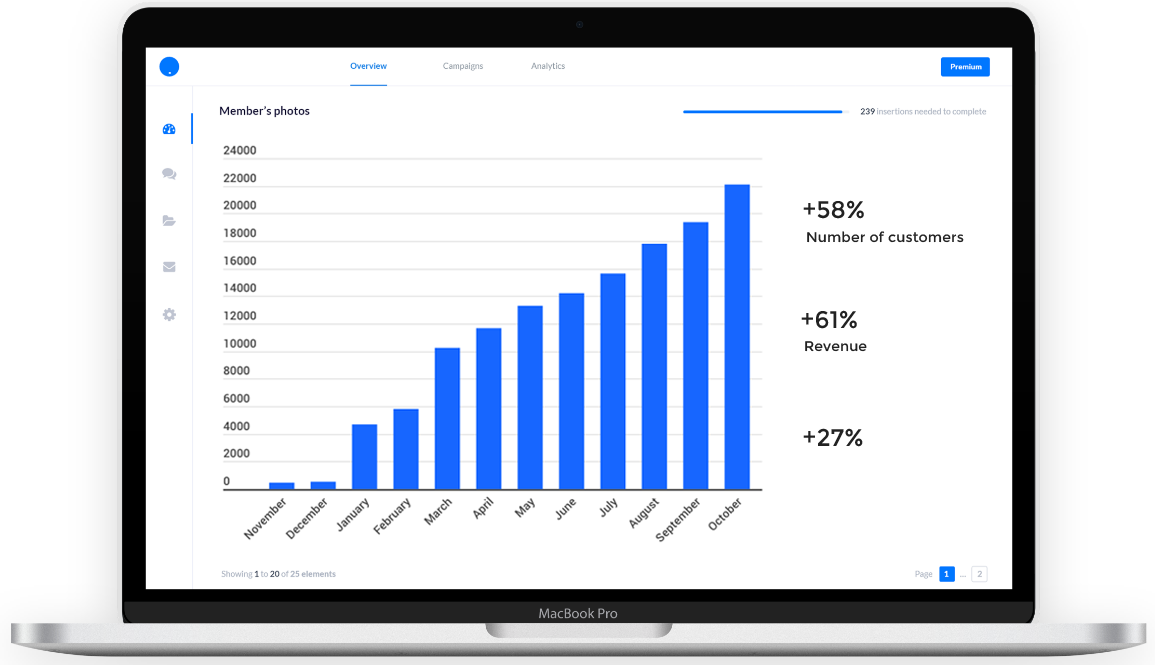 Overview
Campaigns
Analytics
Premium
Member's photos
239 insertions needed to complete
24000
22000
20000
18000
16000
14000
12000
10000
8000
6000
4000
2000
0
November
December
January
February
March
April
May
June
July
August
September
October
+58%
Number of customers
+61%
Revenue
+27%
Showing 1 to 20 of 25 elements
Page 1 ... 2
MacBook Pro